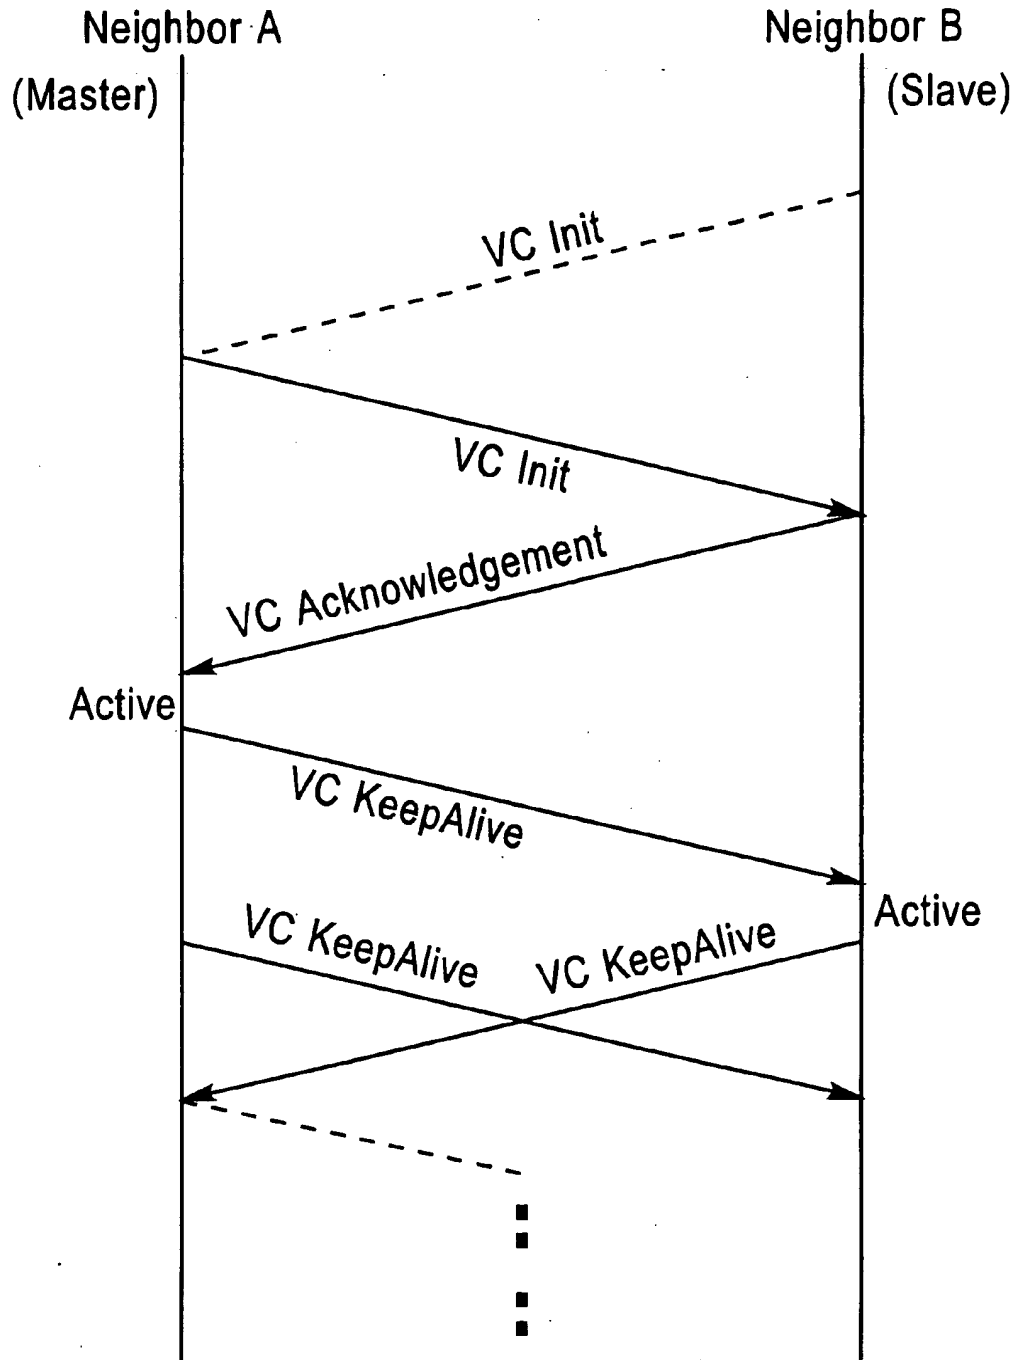 Neighbor A
Neighbor B
(Master)
(Slave)
VC Init
VC Init
VC Acknowledgement
Active
VC KeepAlive
Active
VC KeepAlive
VC KeepAlive